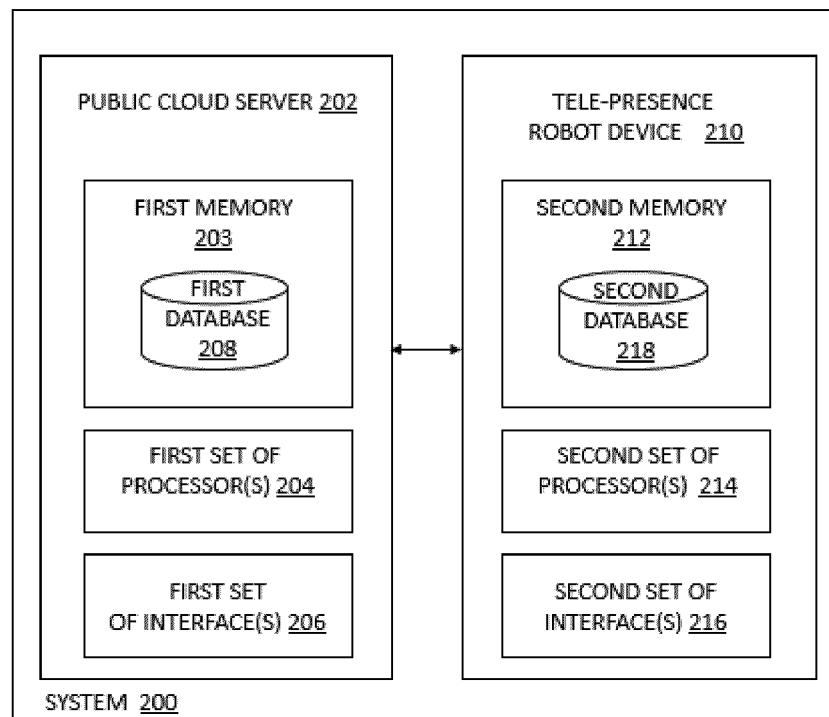 PUBLIC CLOUD SERVER 202
FIRST MEMORY
203
FIRST
DATABASE
208
FIRST SET OF
PROCESSOR(S) 204
FIRST SET
OF INTERFACE(S) 206
TELE-PRESENCE
ROBOT DEVICE 210
SECOND MEMORY
212
SECOND
DATABASE
218
SECOND SET OF
PROCESSOR(S) 214
SECOND SET OF
INTERFACE(S) 216
SYSTEM 200